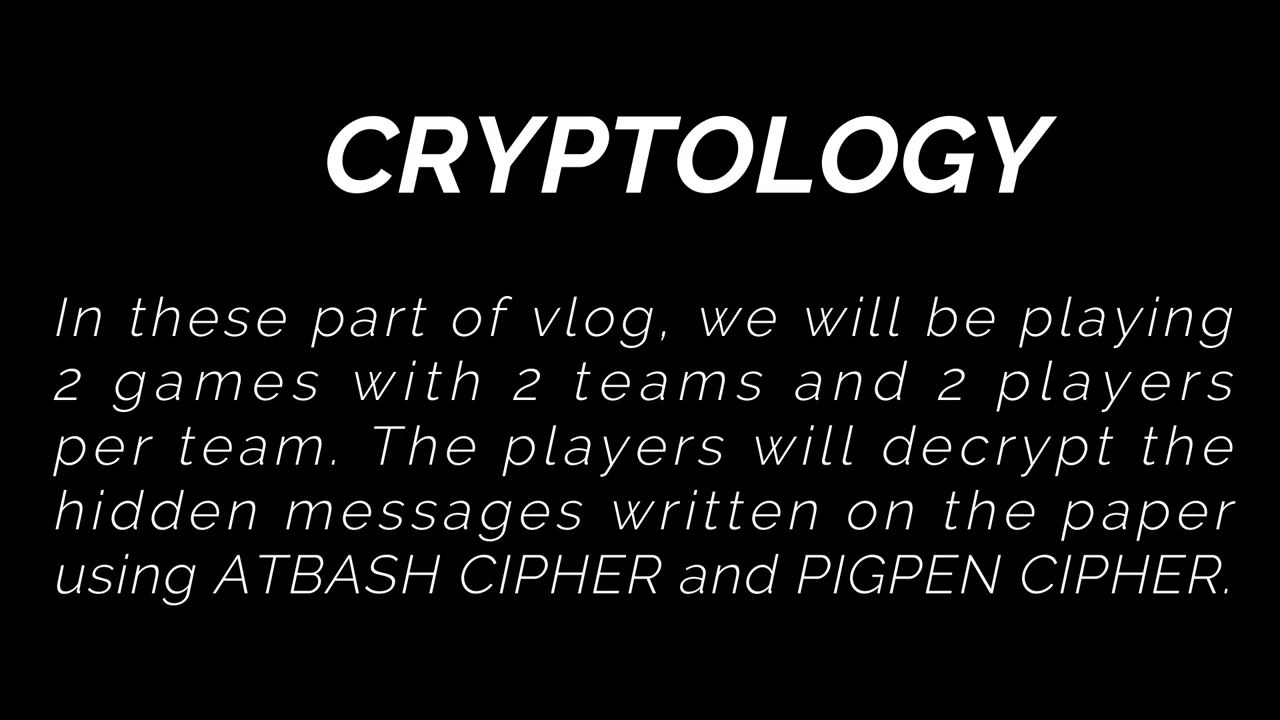 CRYPTOLOGY
In these part of vlog, we will be playing
2 games with 2 teams and 2 players
per team. The players will decrypt the
hidden messages written on the paper
using ATBASH CIPHER and PIGPEN CIPHER.